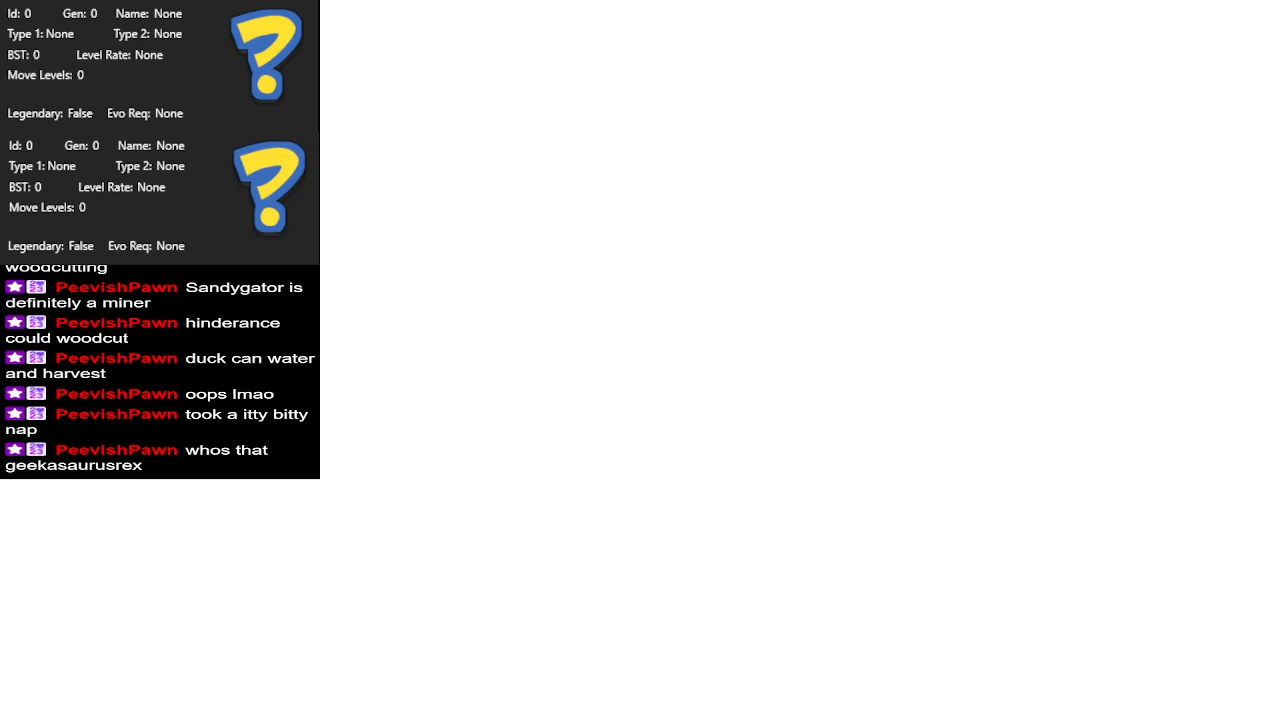 Id: 0 Gen: 0 Name: None
Type 1: None Type 2: None
BST: 0 Level Rate: None
Move Levels: 0
Legendary: False Evo Req: None
Id: 0 Gen: 0 Name: None
Type 1: None Type 2: None
BST: 0 Level Rate: None
Move Levels: 0
Legendary: False Evo Req: None
woodcutting
PeevishPawn Sandygator is
definitely a miner
PeevishPawn hinderance
could woodcut
PeevishPawn duck can water
and harvest
PeevishPawn oops lmao
PeevishPawn took a itty bitty
nap
PeevishPawn whos that
geekasaurusrex